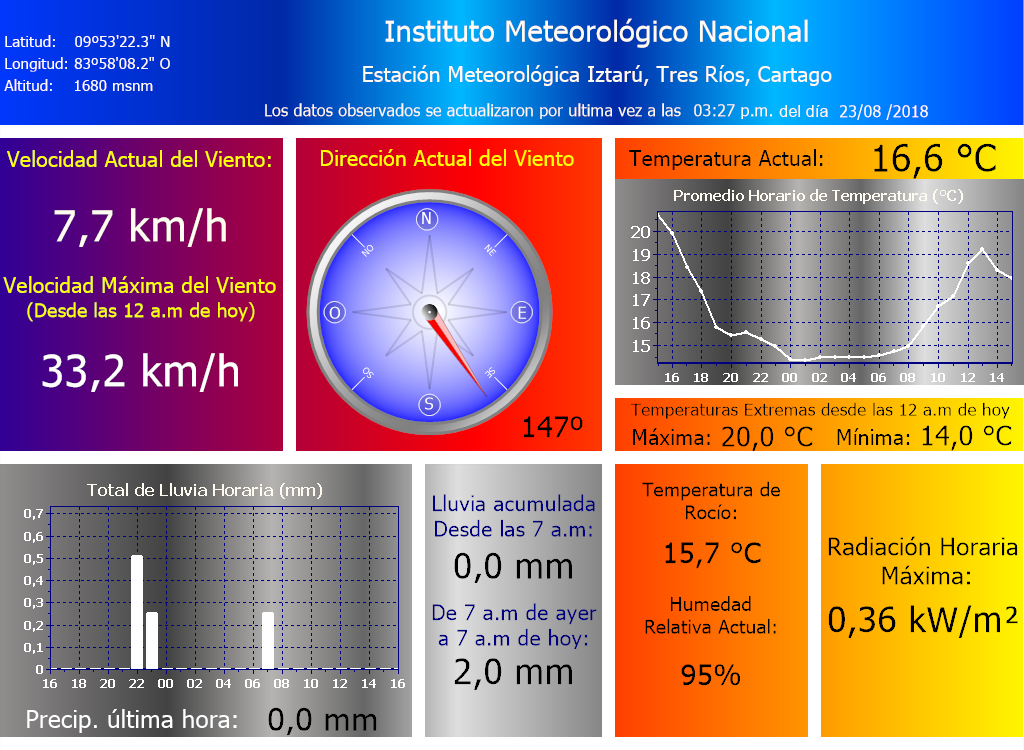 Instituto Meteorológico Nacional
Latitud: 09º53'22.3" N
Longitud: 83º58'08.2" O
Altitud: 1680 msnm
Estación Meteorológica Iztarú, Tres Ríos, Cartago
Los datos observados se actualizaron por ultima vez a las 03:27 p.m. del día 23/08 /2018
Velocidad Actual del Viento:
7,7 km/h
Velocidad Máxima del Viento
(Desde las 12 a.m de hoy)
33,2 km/h
Dirección Actual del Viento
N
NO
NE
O
E
SO
SE
S
147º
Temperatura Actual: 16,6 °C
Promedio Horario de Temperatura (°C)
20
19
18
17
16
15
16 18 20 22 00 02 04 06 08 10 12 14
Temperaturas Extremas desde las 12 a.m de hoy
Máxima: 20,0 °C Mínima: 14,0 °C
Total de Lluvia Horaria (mm)
0,7
0,6
0,5
0,4
0,3
0,2
0,1
0
16 18 20 22 00 02 04 06 08 10 12 14 16
Precip. última hora: 0,0 mm
Lluvia acumulada
Desde las 7 a.m:
0,0 mm
De 7 a.m de ayer
a 7 a.m de hoy:
2,0 mm
Temperatura de
Rocío:
15,7 °C
Humedad
Relativa Actual:
95%
Radiación Horaria
Máxima:
0,36 kW/m²